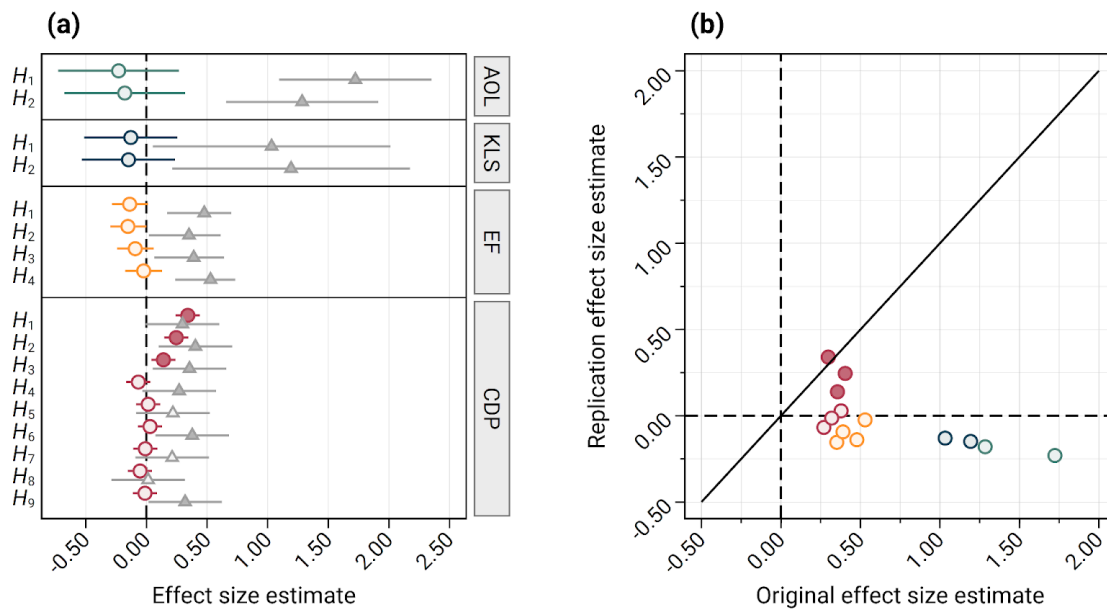 (a)
H1
H2
AOL
H1
H2
KLS
H1
H2
H3
H4
EF
H1
H2
H3
H4
H5
H6
H7
H8
H9
CDP
-0.50 0.00 0.50 1.00 1.50 2.00 2.50
Effect size estimate
(b)
Replication effect size estimate
2.00
1.50
1.00
0.50
0.00
-0.50
-0.50 0.00 0.50 1.00 1.50 2.00
Original effect size estimate